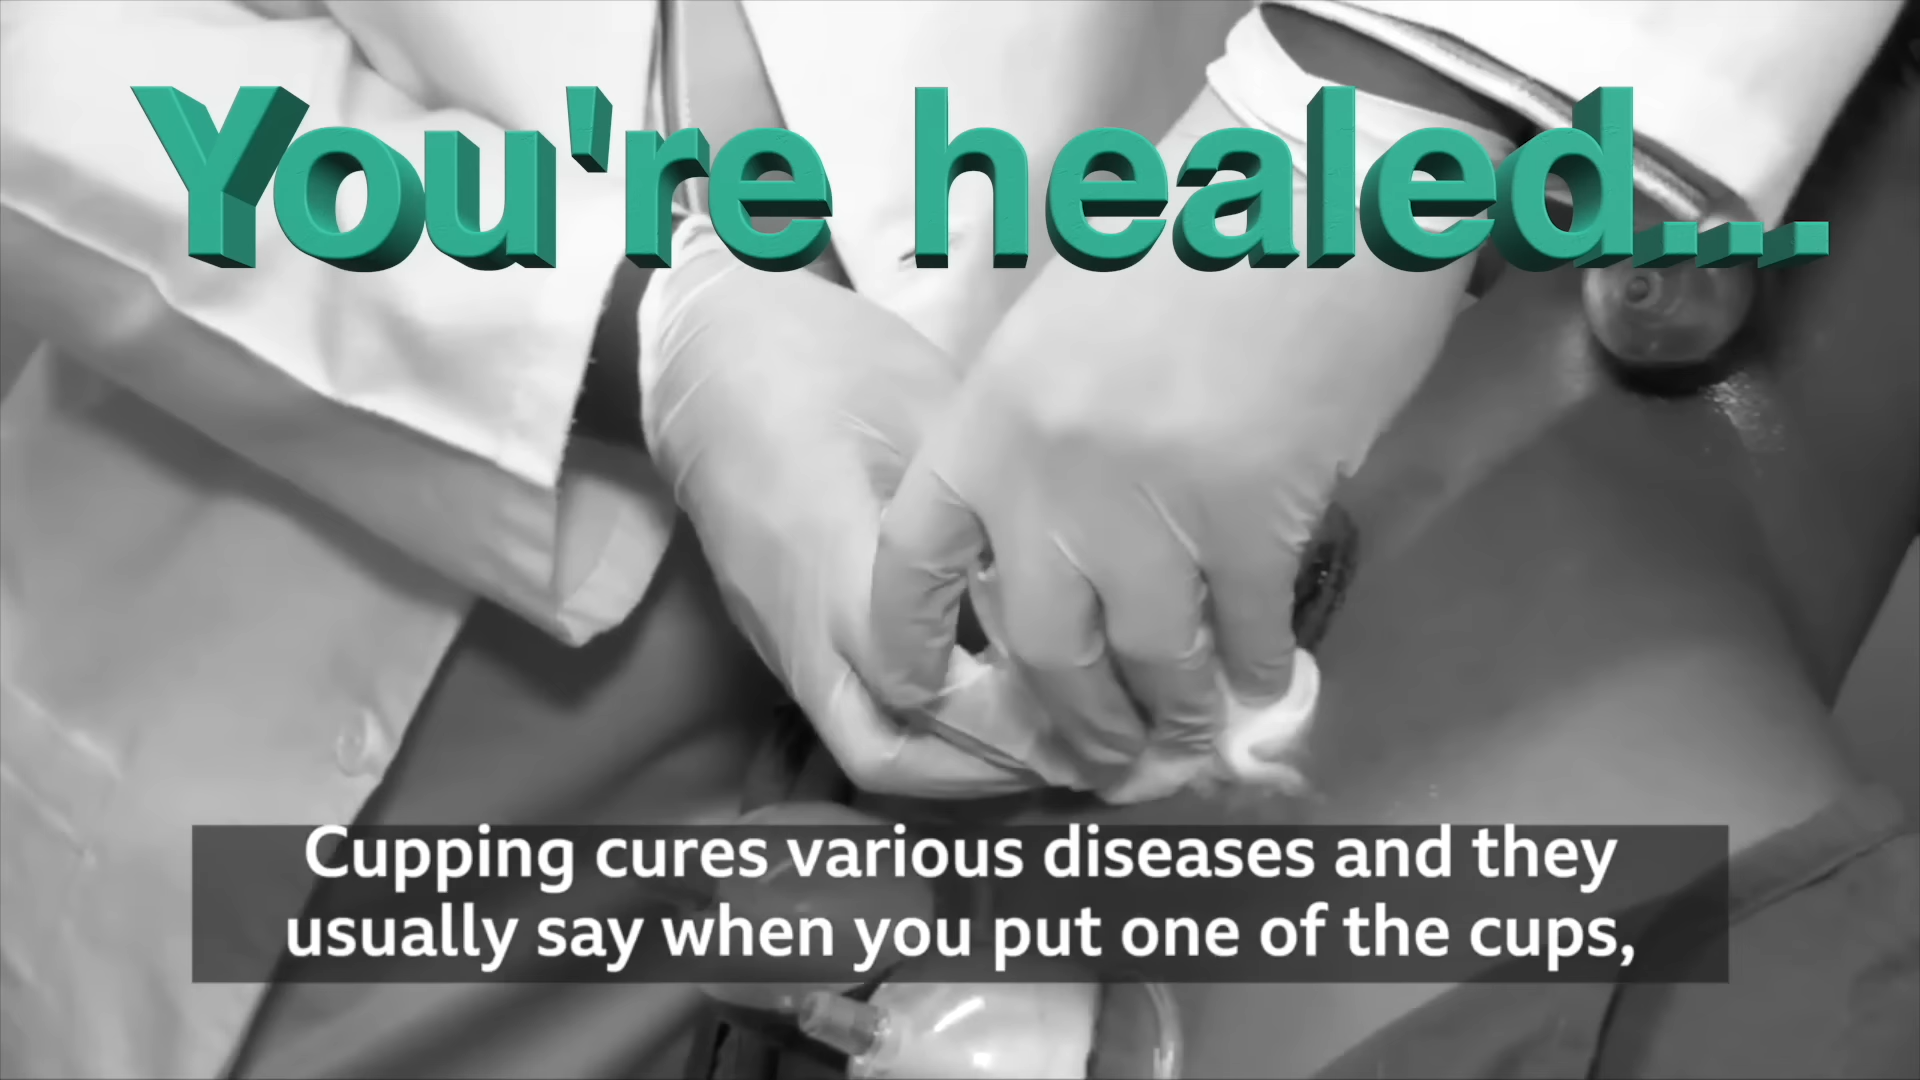 You're healed...
Cupping cures various diseases and they
usually say when you put one of the cups,